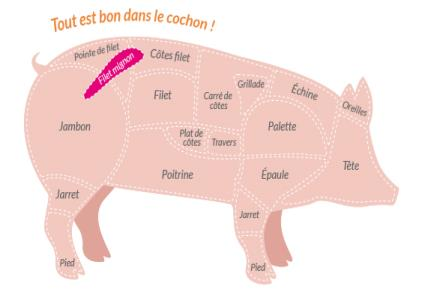 Tout est bon dans le cochon !
Pointe de filet
Filet mignon
Côtes filet
Grillade
Échine
Oreilles
Filet
Carré de
côtes
Jambon
Palette
Plat de
côtes
Travers
Poitrine
Épaule
Tête
Jarret
Jarret
Pied
Pied